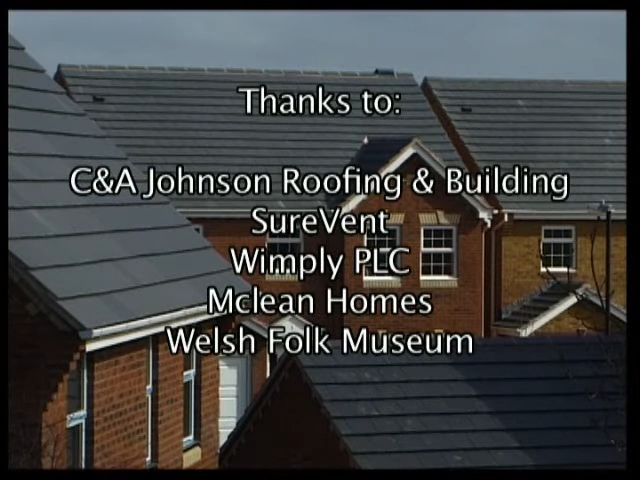 Thanks to:
C&A Johnson Roofing & Building
SureVent
Wimply PLC
Mclean Homes
Welsh Folk Museum